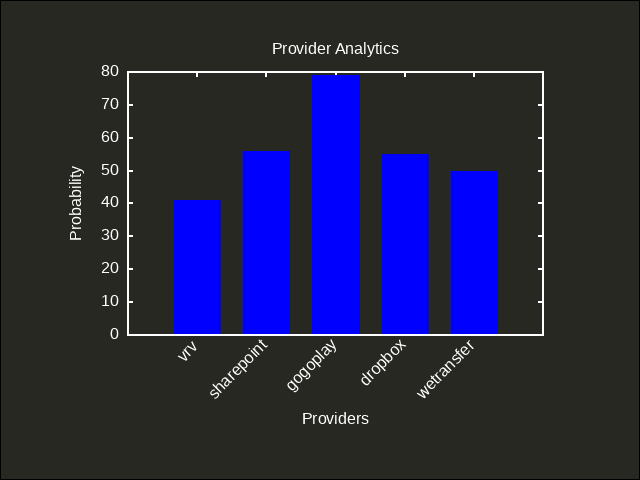 Provider Analytics
Probability
80
70
60
50
40
30
20
10
0
vrv
sharepoint
gogoplay
dropbox
wetransfer
Providers